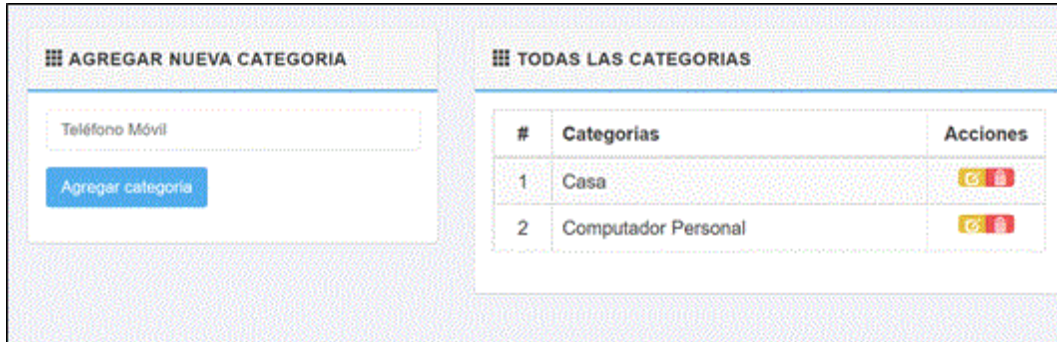 AGREGAR NUEVA CATEGORIA
Teléfono Móvil
Agregar categoria
TODAS LAS CATEGORIAS
# Categorias Acciones
1 Casa
2 Computador Personal